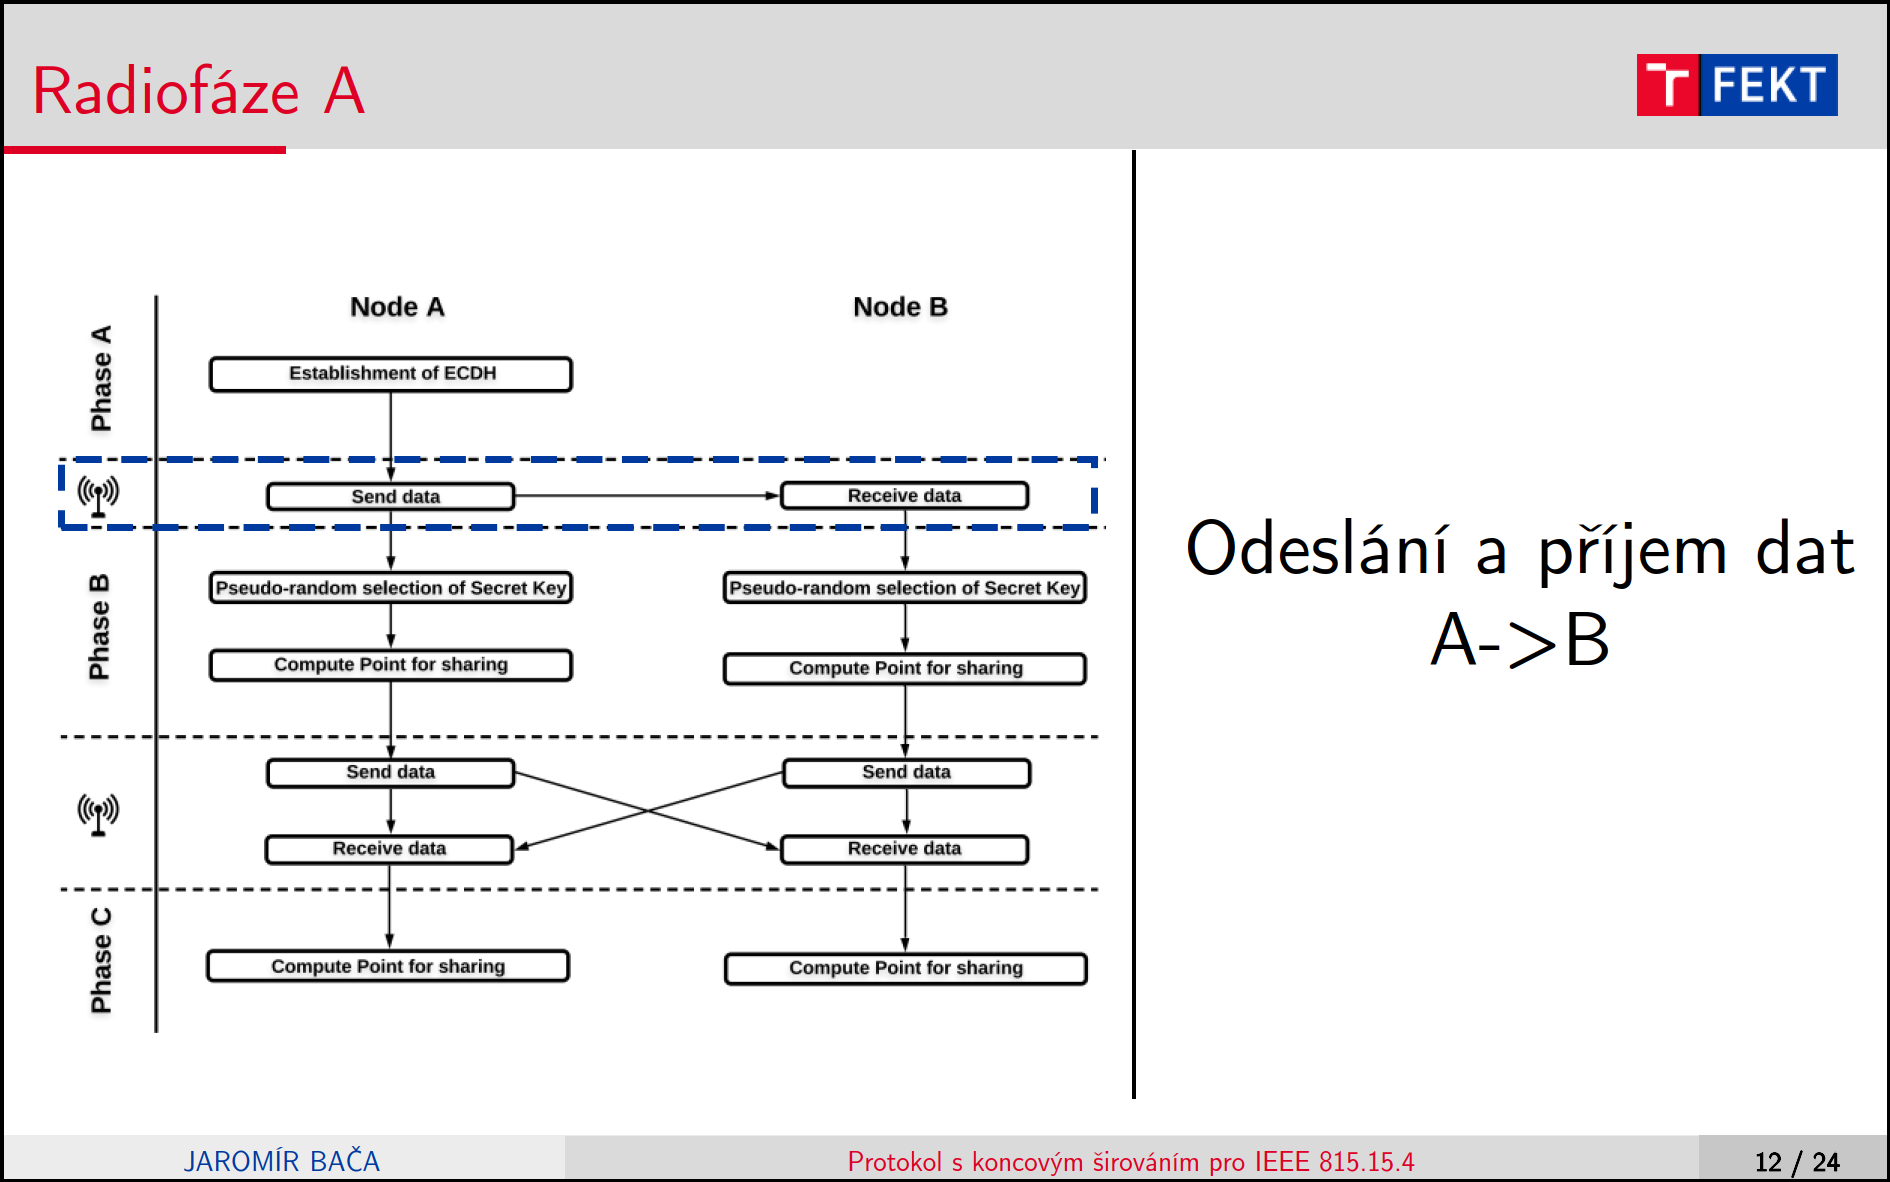 Radiofáze A
T FEKT
Node A
Node B
Phase A
Establishment of ECDH
Send data
Receive data
Phase B
Pseudo-random selection of Secret Key
Pseudo-random selection of Secret Key
Compute Point for sharing
Compute Point for sharing
Send data
Send data
Receive data
Receive data
Phase C
Compute Point for sharing
Compute Point for sharing
Odeslání a příjem dat
A->B
JAROMÍR BAČA
Protokol s koncovým širováním pro IEEE 815.15.4
12 / 24